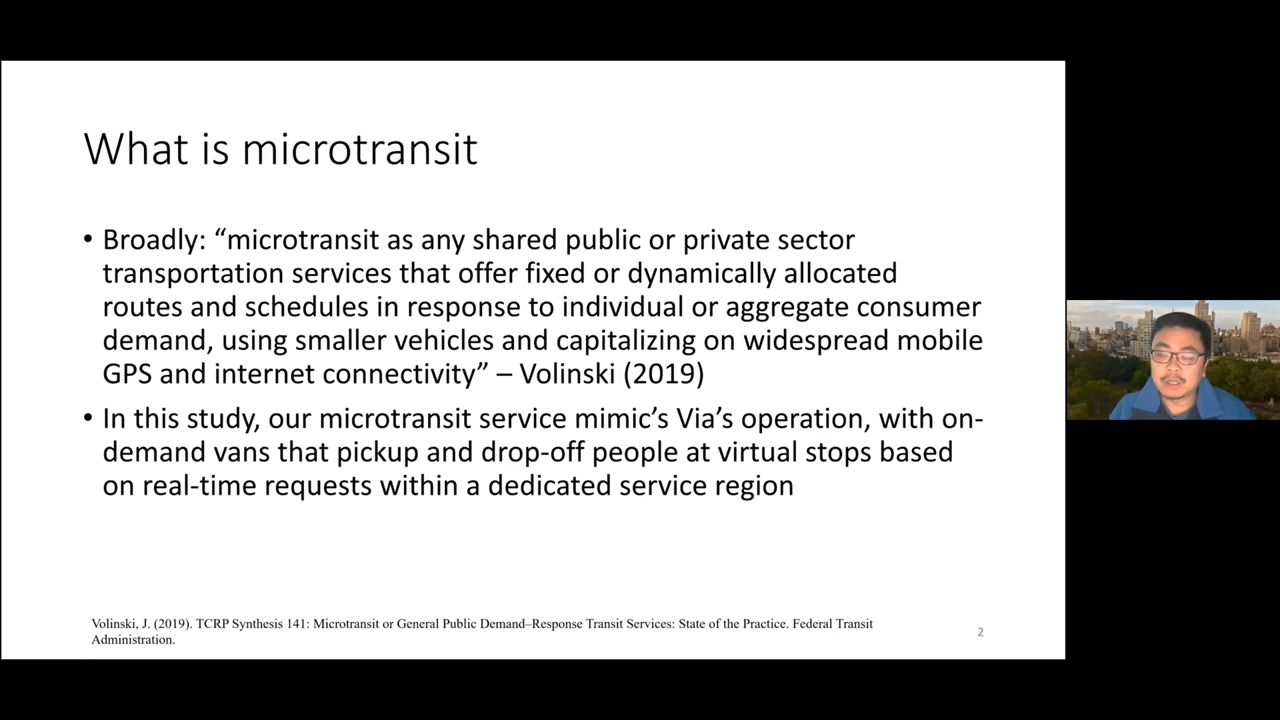 What is microtransit
• Broadly: “microtransit as any shared public or private sector
transportation services that offer fixed or dynamically allocated
routes and schedules in response to individual or aggregate consumer
demand, using smaller vehicles and capitalizing on widespread mobile
GPS and internet connectivity” – Volinski (2019)
• In this study, our microtransit service mimic’s Via’s operation, with on-
demand vans that pickup and drop-off people at virtual stops based
on real-time requests within a dedicated service region
Volinski, J. (2019). TCRP Synthesis 141: Microtransit or General Public Demand–Response Transit Services: State of the Practice. Federal Transit
Administration.
2